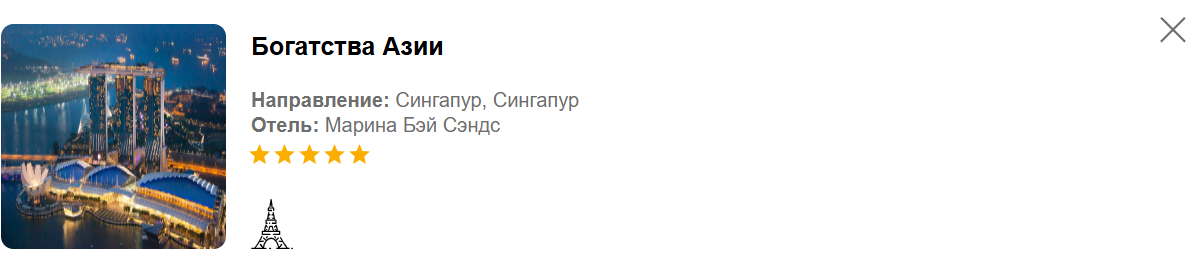 Богатства Азии
Направление: Сингапур, Сингапур
Отель: Марина Бэй Сэндс